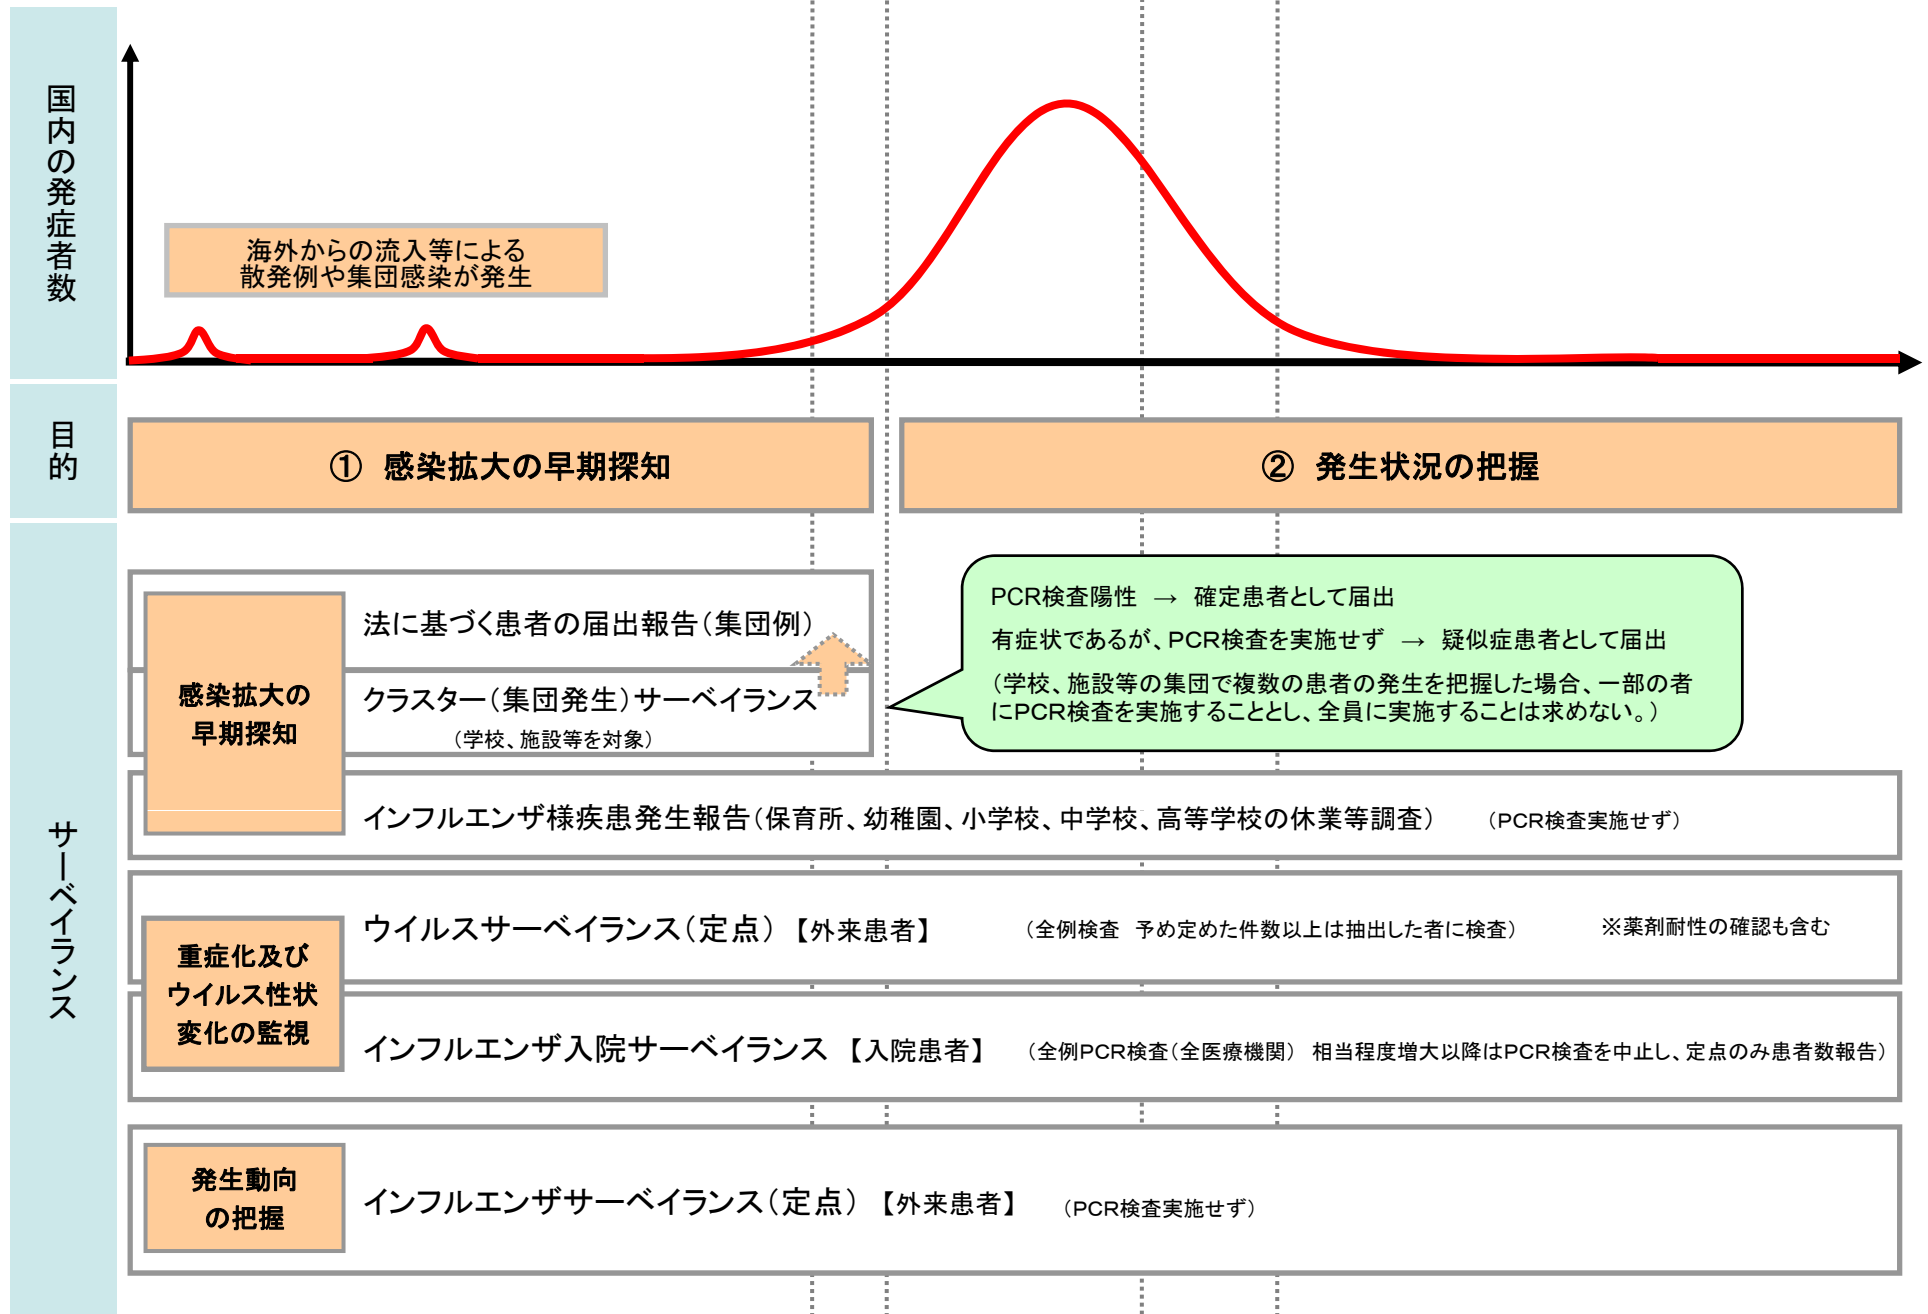 国内の発症者数
海外からの流入等による
散発例や集団感染が発生
目的
① 感染拡大の早期探知
② 発生状況の把握
サーベイランス
感染拡大の
早期探知
法に基づく患者の届出報告（集団例）
クラスター（集団発生）サーベイランス
（学校、施設等を対象）
PCR検査陽性 → 確定患者として届出
有症状であるが、PCR検査を実施せず → 疑似症患者として届出
（学校、施設等の集団で複数の患者の発生を把握した場合、一部の者
にPCR検査を実施することとし、全員に実施することは求めない。）
インフルエンザ様疾患発生報告（保育所、幼稚園、小学校、中学校、高等学校の休業等調査） （PCR検査実施せず）
重症化及び
ウイルス性状
変化の監視
ウイルスサーベイランス（定点）【外来患者】 （全例検査 予め定めた件数以上は抽出した者に検査） ※薬剤耐性の確認も含む
インフルエンザ入院サーベイランス 【入院患者】 （全例PCR検査（全医療機関） 相当程度増大以降はPCR検査を中止し、定点のみ患者数報告）
発生動向
の把握
インフルエンザサーベイランス（定点）【外来患者】 （PCR検査実施せず）